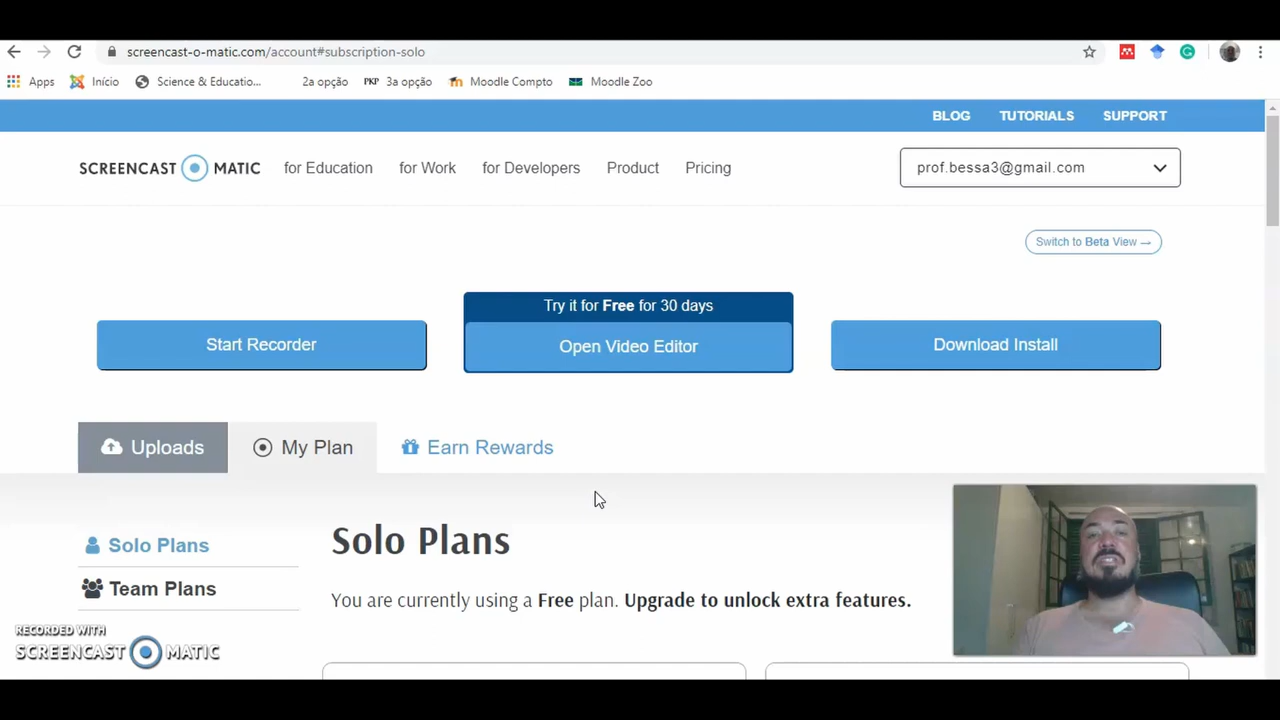 screencast-o-matic.com/account#subscription-solo
Apps Início Science & Educatio... 2a opção PKP 3a opção Moodle Compto Moodle Zoo
BLOG TUTORIALS SUPPORT
SCREENCAST MATIC for Education for Work for Developers Product Pricing prof.bessa3@gmail.com
Switch to Beta View →
Try it for Free for 30 days
Start Recorder Open Video Editor Download Install
Uploads My Plan Earn Rewards
Solo Plans
Solo Plans
Team Plans
You are currently using a Free plan. Upgrade to unlock extra features.
RECORDED WITH
SCREENCAST MATIC